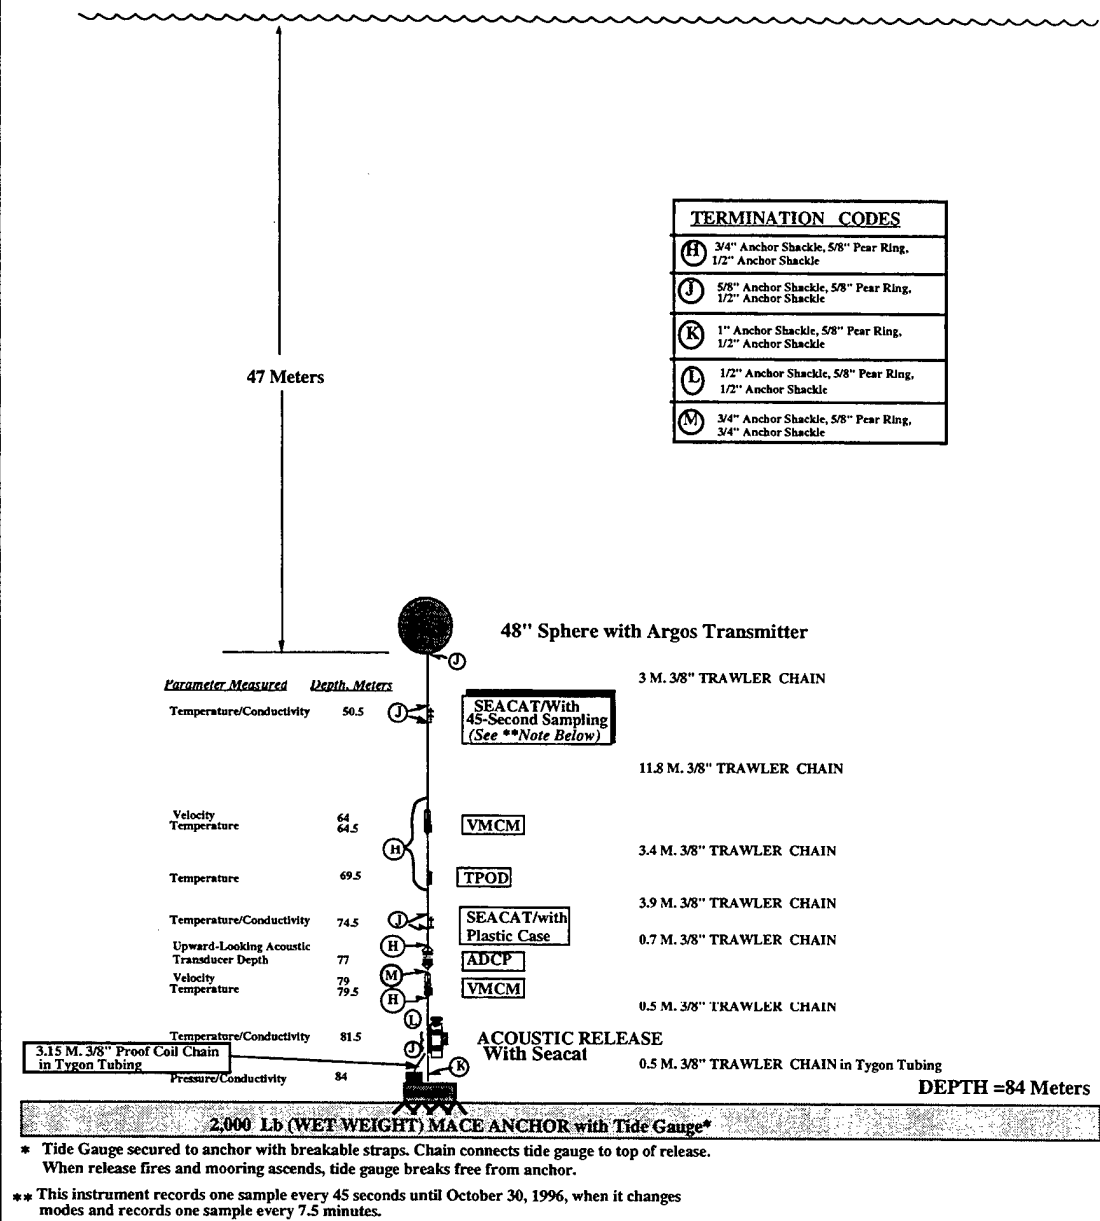 TERMINATION CODES
H 3/4" Anchor Shackle, 5/8" Pear Ring,
1/2" Anchor Shackle
J 5/8" Anchor Shackle, 5/8" Pear Ring,
1/2" Anchor Shackle
K 1" Anchor Shackle, 5/8" Pear Ring,
1/2" Anchor Shackle
L 1/2" Anchor Shackle, 5/8" Pear Ring,
1/2" Anchor Shackle
M 3/4" Anchor Shackle, 5/8" Pear Ring,
3/4" Anchor Shackle
47 Meters
48" Sphere with Argos Transmitter
J
3 M. 3/8" TRAWLER CHAIN
Parameter Measured Depth, Meters
Temperature/Conductivity 50.5 J
SEACAT/With
45-Second Sampling
(See **Note Below)
11.8 M. 3/8" TRAWLER CHAIN
Velocity 64
Temperature 64.5
VMCM
H
3.4 M. 3/8" TRAWLER CHAIN
Temperature 69.5 TPOD
3.9 M. 3/8" TRAWLER CHAIN
Temperature/Conductivity 74.5 J
SEACAT/with
Plastic Case
0.7 M. 3/8" TRAWLER CHAIN
Upward-Looking Acoustic
Transducer Depth 77
H
ADCP
M
Velocity 79
Temperature 79.5
VMCM
H
0.5 M. 3/8" TRAWLER CHAIN
L
Temperature/Conductivity 81.5
ACOUSTIC RELEASE
With Seacat
J
3.15 M. 3/8" Proof Coil Chain
in Tygon Tubing
K
0.5 M. 3/8" TRAWLER CHAIN in Tygon Tubing
Pressure/Conductivity 84
DEPTH =84 Meters
2,000 Lb (WET WEIGHT) MACE ANCHOR with Tide Gauge*
* Tide Gauge secured to anchor with breakable straps. Chain connects tide gauge to top of release.
When release fires and mooring ascends, tide gauge breaks free from anchor.
** This instrument records one sample every 45 seconds until October 30, 1996, when it changes
modes and records one sample every 7.5 minutes.